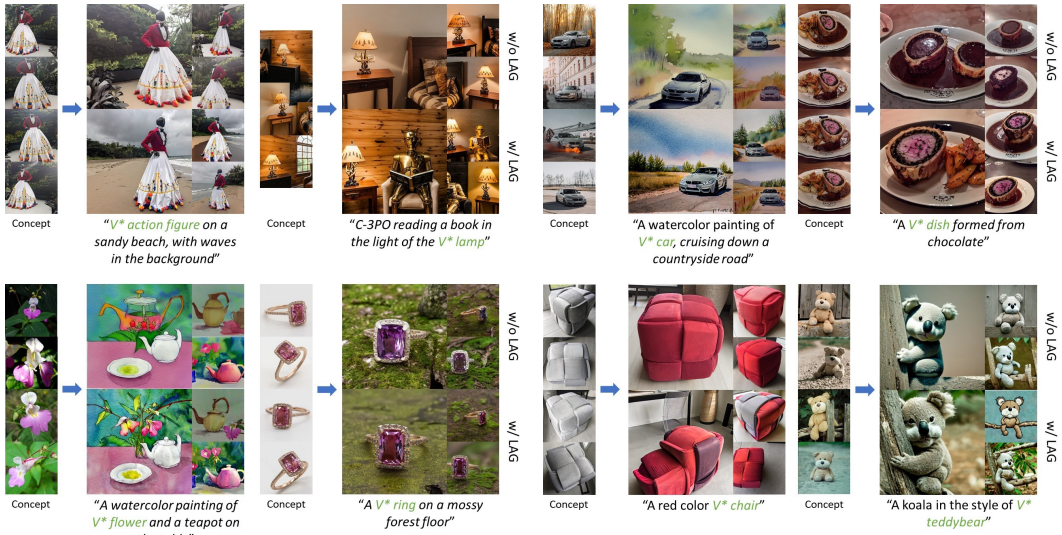 w/o LAG
w/ LAG
w/o LAG
w/ LAG
Concept
"V* action figure on a
sandy beach, with waves
in the background"
Concept
"C-3PO reading a book in
the light of the V* lamp"
Concept
"A watercolor painting of
V* car, cruising down a
countryside road"
Concept
"A V* dish formed from
chocolate"
w/o LAG
w/ LAG
w/o LAG
w/ LAG
Concept
"A watercolor painting of
V* flower and a teapot on
Concept
"A V* ring on a mossy
forest floor"
Concept
"A red color V* chair"
Concept
"A koala in the style of V*
teddybear"